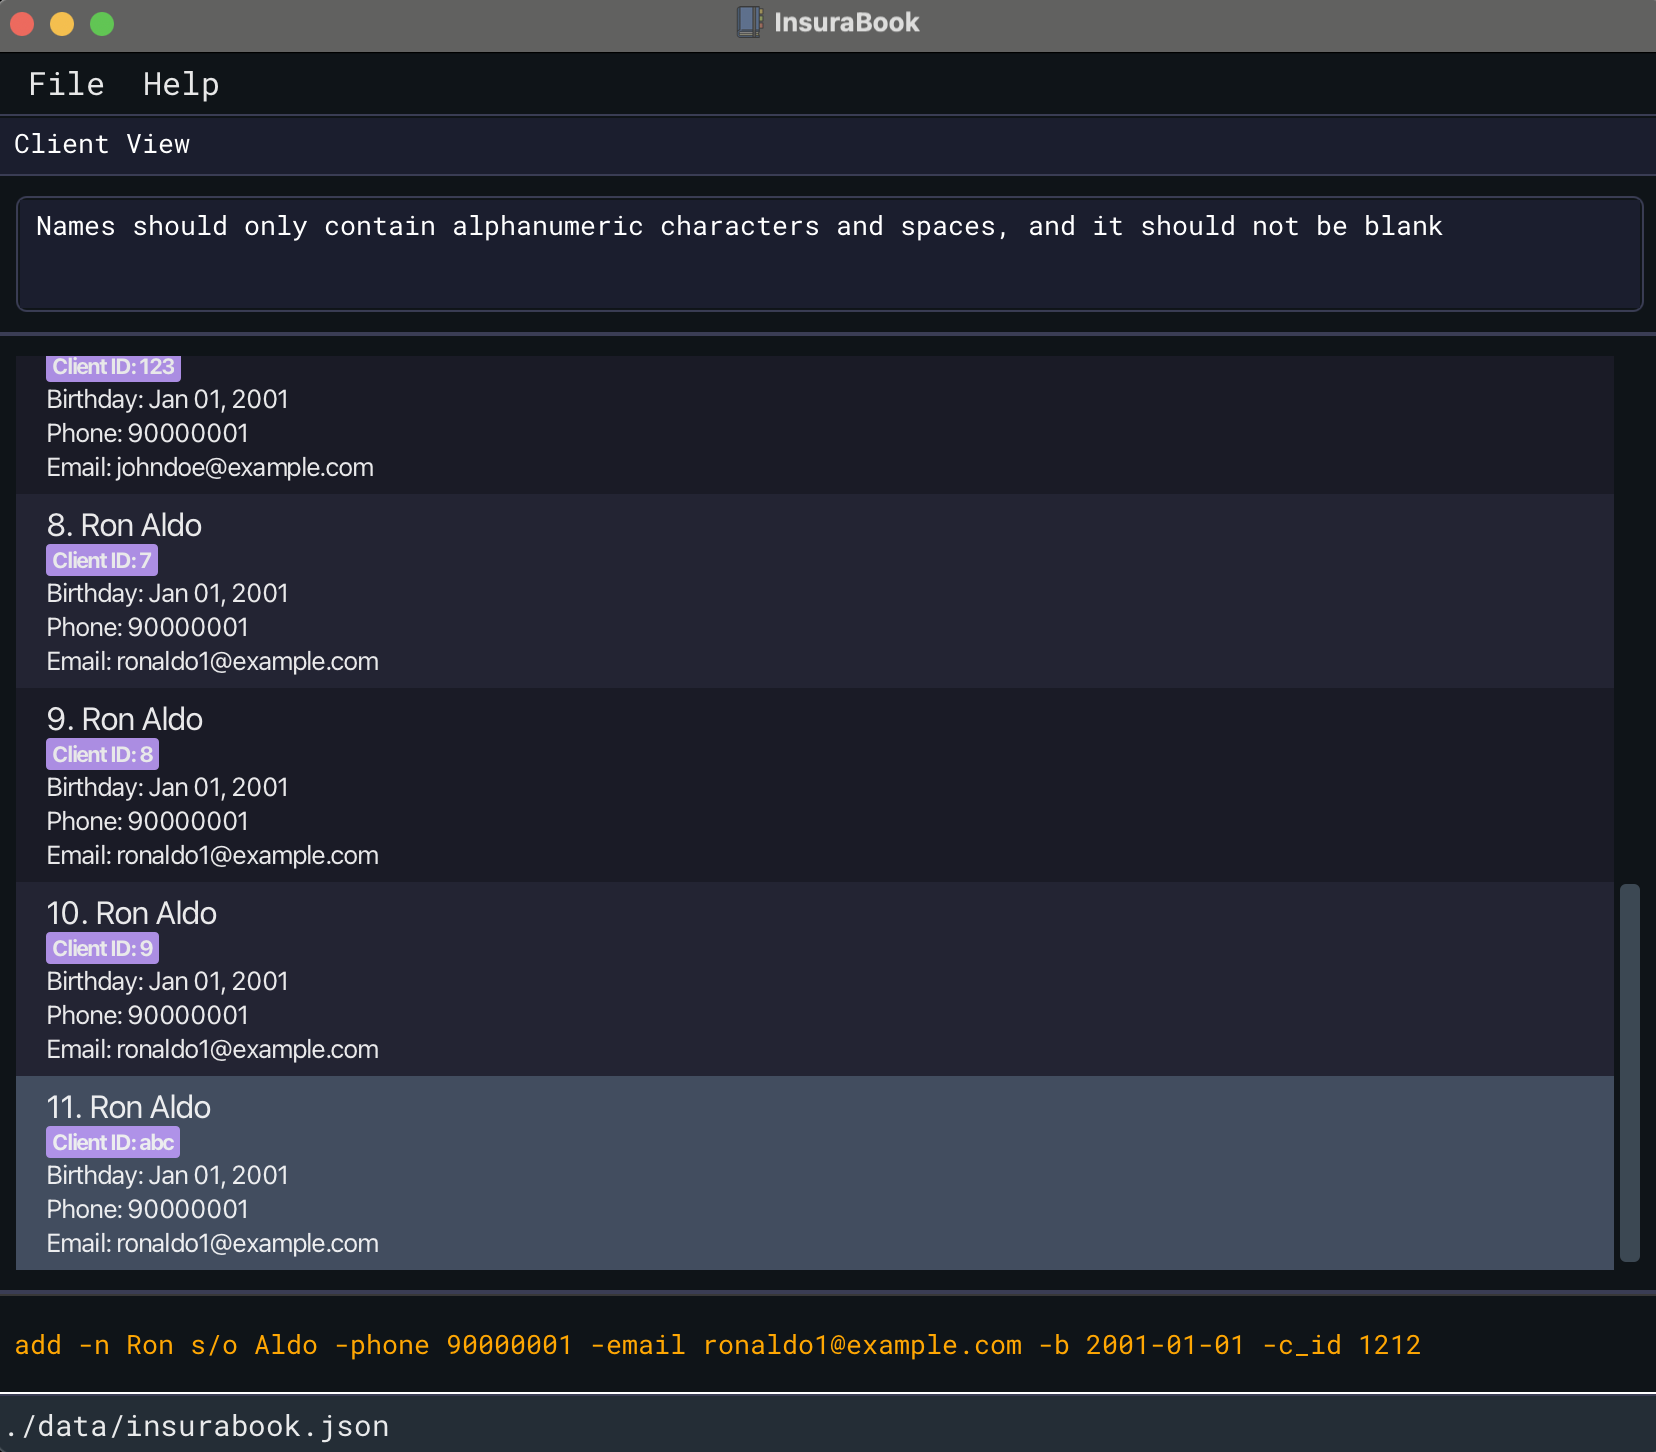 InsuraBook
File Help
Client View
Names should only contain alphanumeric characters and spaces, and it should not be blank
Client ID: 123
Birthday: Jan 01, 2001
Phone: 90000001
Email: johndoe@example.com
8. Ron Aldo
Client ID: 7
Birthday: Jan 01, 2001
Phone: 90000001
Email: ronaldo1@example.com
9. Ron Aldo
Client ID: 8
Birthday: Jan 01, 2001
Phone: 90000001
Email: ronaldo1@example.com
10. Ron Aldo
Client ID: 9
Birthday: Jan 01, 2001
Phone: 90000001
Email: ronaldo1@example.com
11. Ron Aldo
Client ID: abc
Birthday: Jan 01, 2001
Phone: 90000001
Email: ronaldo1@example.com
add -n Ron s/o Aldo -phone 90000001 -email ronaldo1@example.com -b 2001-01-01 -c_id 1212
./data/insurabook.json